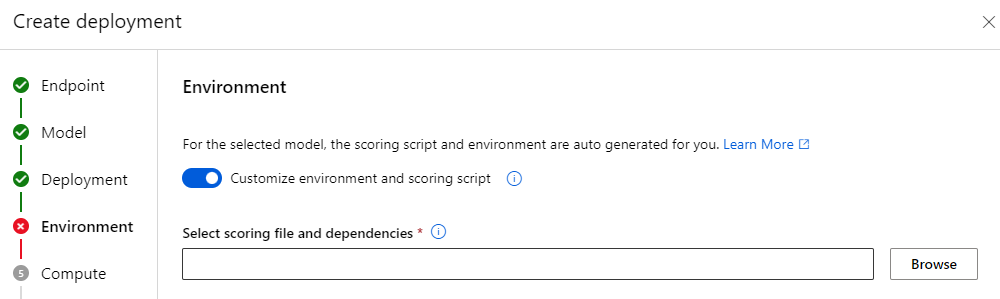 Create deployment
Endpoint
Model
Deployment
Environment
5
Compute
Environment
For the selected model, the scoring script and environment are auto generated for you. Learn More
Customize environment and scoring script
Select scoring file and dependencies *
Browse